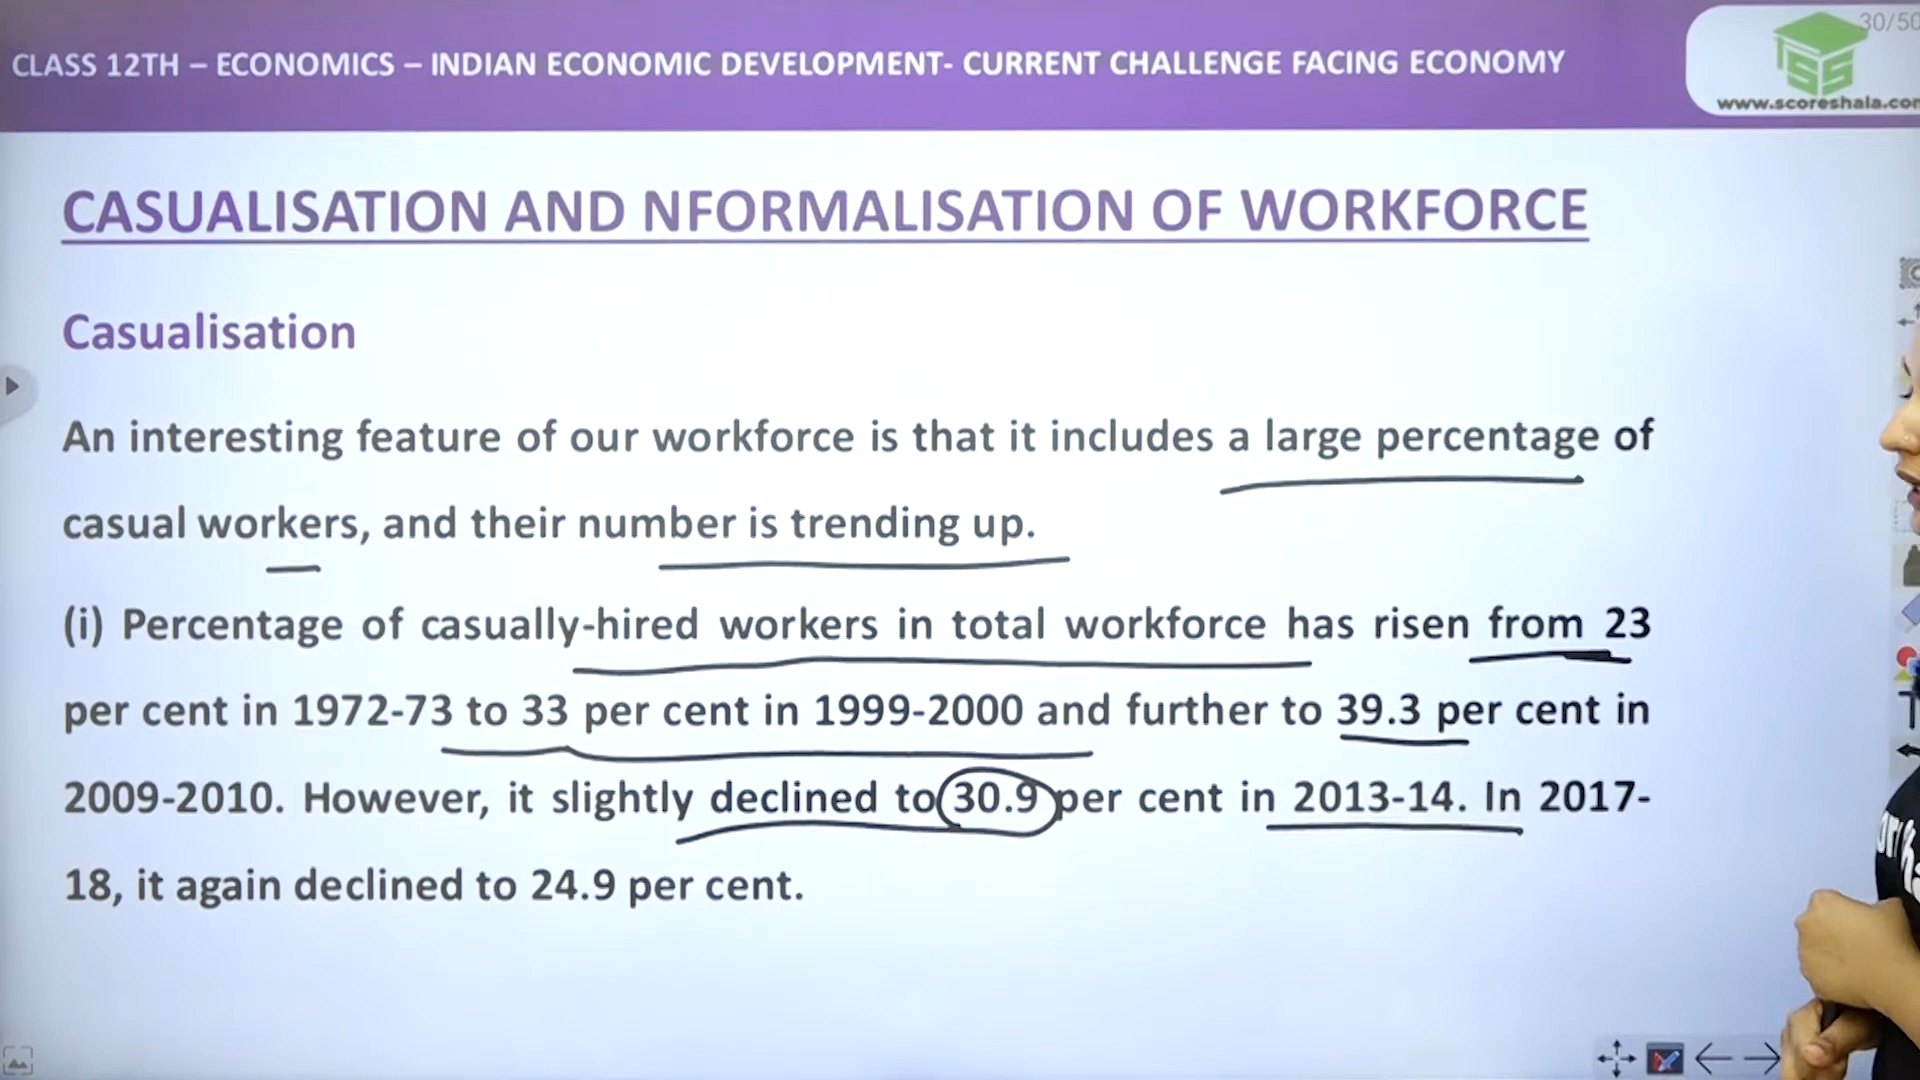 30/50
CLASS 12TH – ECONOMICS – INDIAN ECONOMIC DEVELOPMENT- CURRENT CHALLENGE FACING ECONOMY
SS
www.scoreshala.com
CASUALISATION AND NFORMALISATION OF WORKFORCE
Casualisation
An interesting feature of our workforce is that it includes a large percentage of
casual workers, and their number is trending up.
(i) Percentage of casually-hired workers in total workforce has risen from 23
per cent in 1972-73 to 33 per cent in 1999-2000 and further to 39.3 per cent in
2009-2010. However, it slightly declined to 30.9 per cent in 2013-14. In 2017-
18, it again declined to 24.9 per cent.